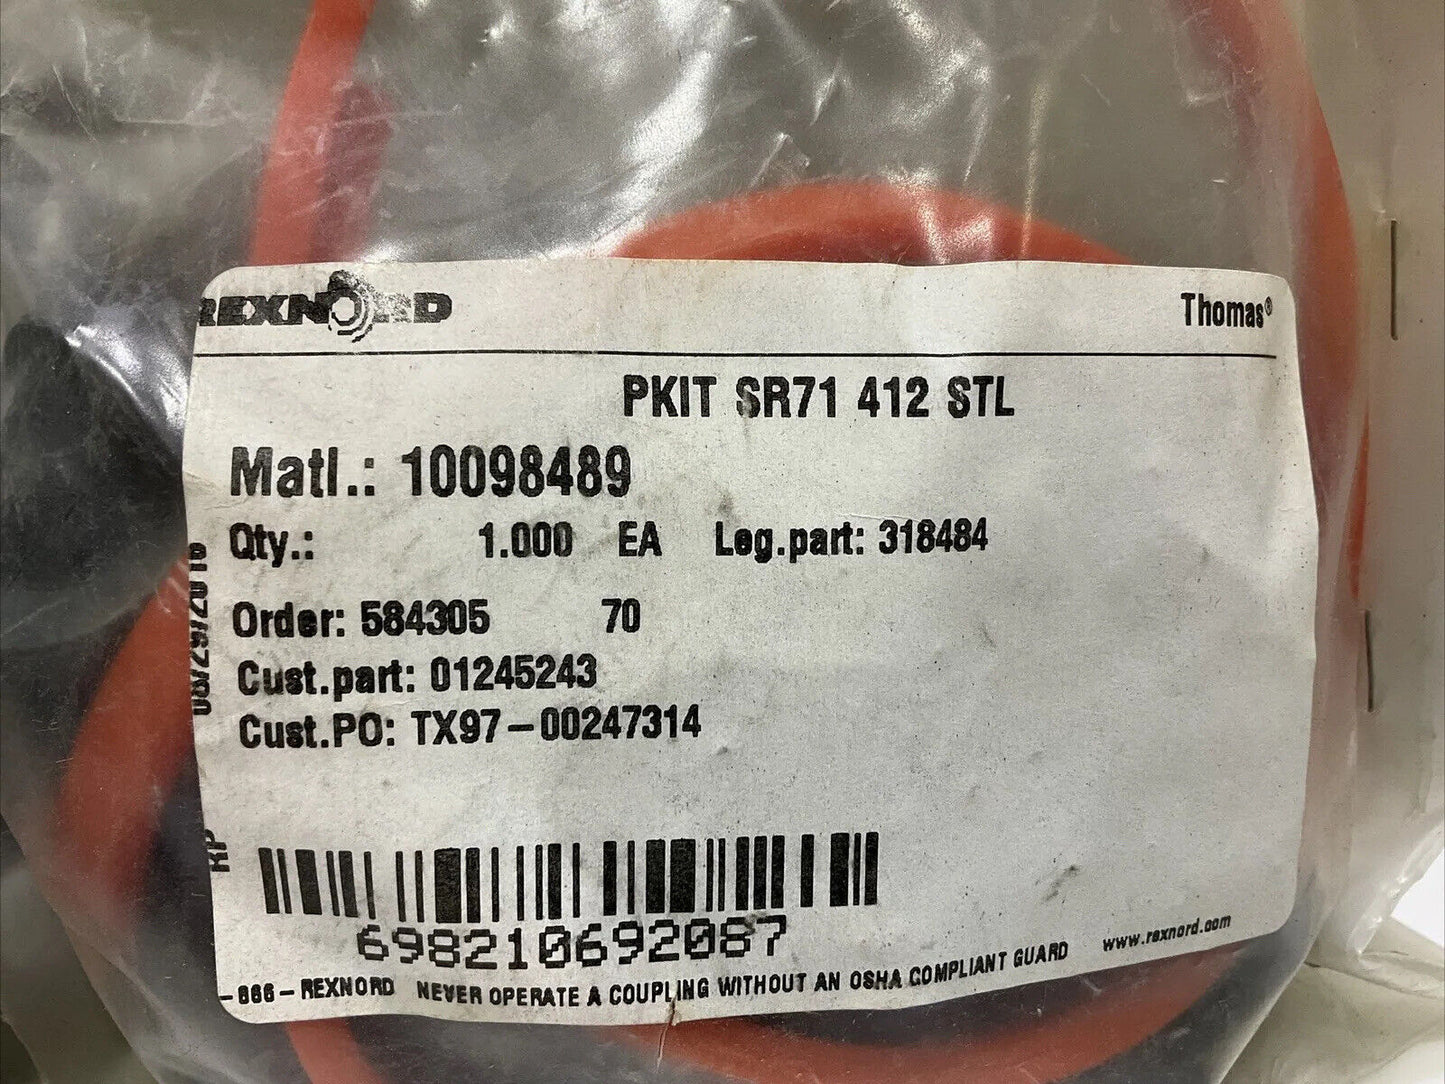 REXNORD Thomas®
PKIT SR71 412 STL
Matl.: 10098489
Qty.: 1.000 EA Leg.part: 318484
Order: 584305 70
Cust.part: 01245243
Cust.PO: TX97-00247314
RP
698210692087
-866-REXNORD NEVER OPERATE A COUPLING WITHOUT AN OSHA COMPLIANT GUARD www.rexnord.com